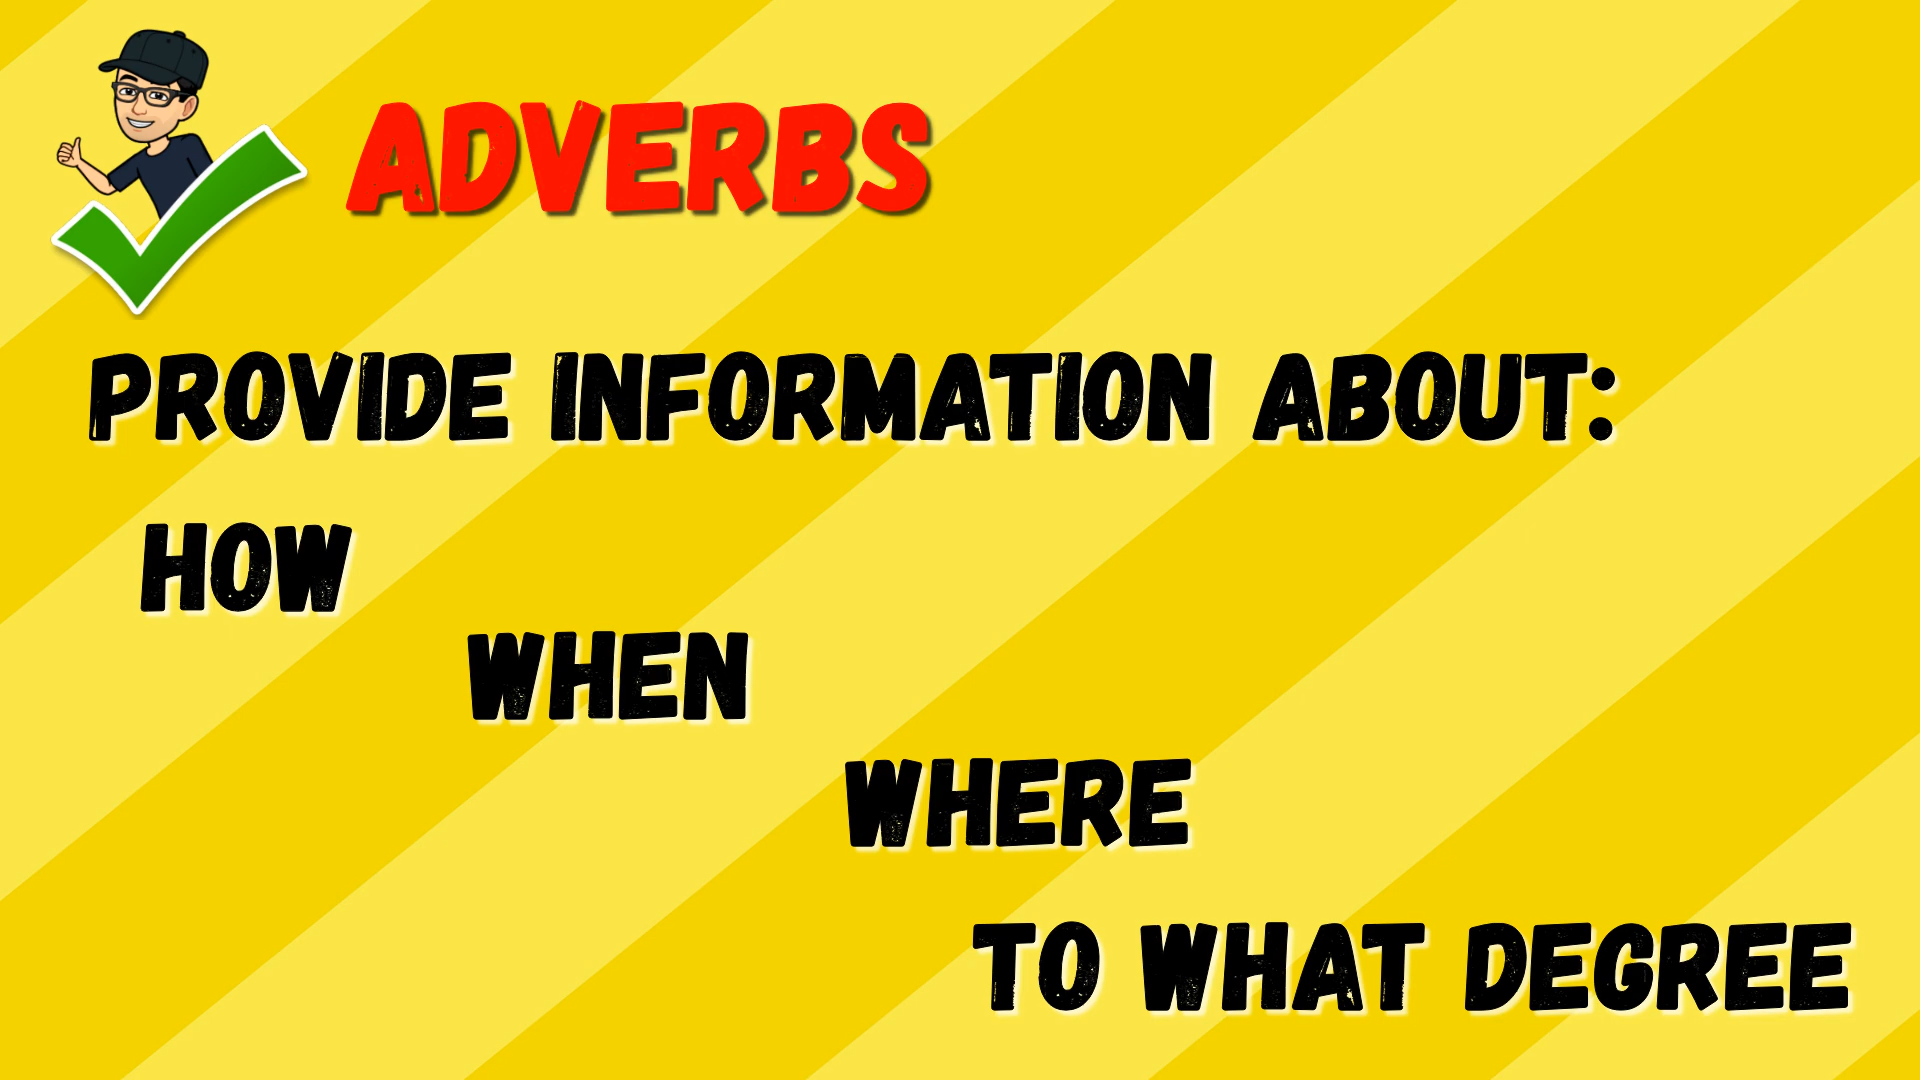 ADVERBS
PROVIDE INFORMATION ABOUT:
HOW
WHEN
WHERE
TO WHAT DEGREE